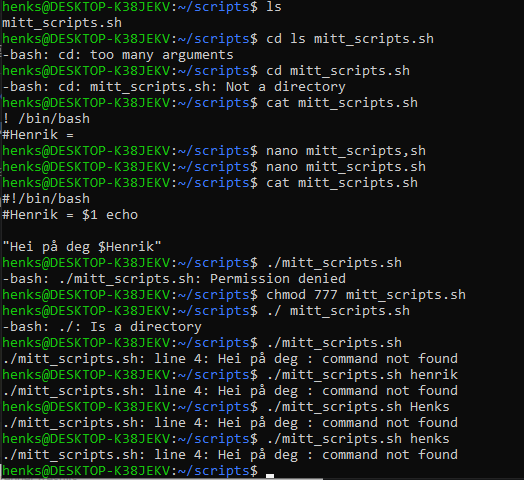 henks@DESKTOP-K38JEKV:~/scripts$ ls
mitt_scripts.sh
henks@DESKTOP-K38JEKV:~/scripts$ cd ls mitt_scripts.sh
-bash: cd: too many arguments
henks@DESKTOP-K38JEKV:~/scripts$ cd mitt_scripts.sh
-bash: cd: mitt_scripts.sh: Not a directory
henks@DESKTOP-K38JEKV:~/scripts$ cat mitt_scripts.sh
! /bin/bash
#Henrik =
henks@DESKTOP-K38JEKV:~/scripts$ nano mitt_scripts,sh
henks@DESKTOP-K38JEKV:~/scripts$ nano mitt_scripts.sh
henks@DESKTOP-K38JEKV:~/scripts$ cat mitt_scripts.sh
#!/bin/bash
#Henrik = $1 echo
"Hei på deg $Henrik"
henks@DESKTOP-K38JEKV:~/scripts$ ./mitt_scripts.sh
-bash: ./mitt_scripts.sh: Permission denied
henks@DESKTOP-K38JEKV:~/scripts$ chmod 777 mitt_scripts.sh
henks@DESKTOP-K38JEKV:~/scripts$ ./ mitt_scripts.sh
-bash: ./: Is a directory
henks@DESKTOP-K38JEKV:~/scripts$ ./mitt_scripts.sh
./mitt_scripts.sh: line 4: Hei på deg : command not found
henks@DESKTOP-K38JEKV:~/scripts$ ./mitt_scripts.sh henrik
./mitt_scripts.sh: line 4: Hei på deg : command not found
henks@DESKTOP-K38JEKV:~/scripts$ ./mitt_scripts.sh Henks
./mitt_scripts.sh: line 4: Hei på deg : command not found
henks@DESKTOP-K38JEKV:~/scripts$ ./mitt_scripts.sh henks
./mitt_scripts.sh: line 4: Hei på deg : command not found
henks@DESKTOP-K38JEKV:~/scripts$